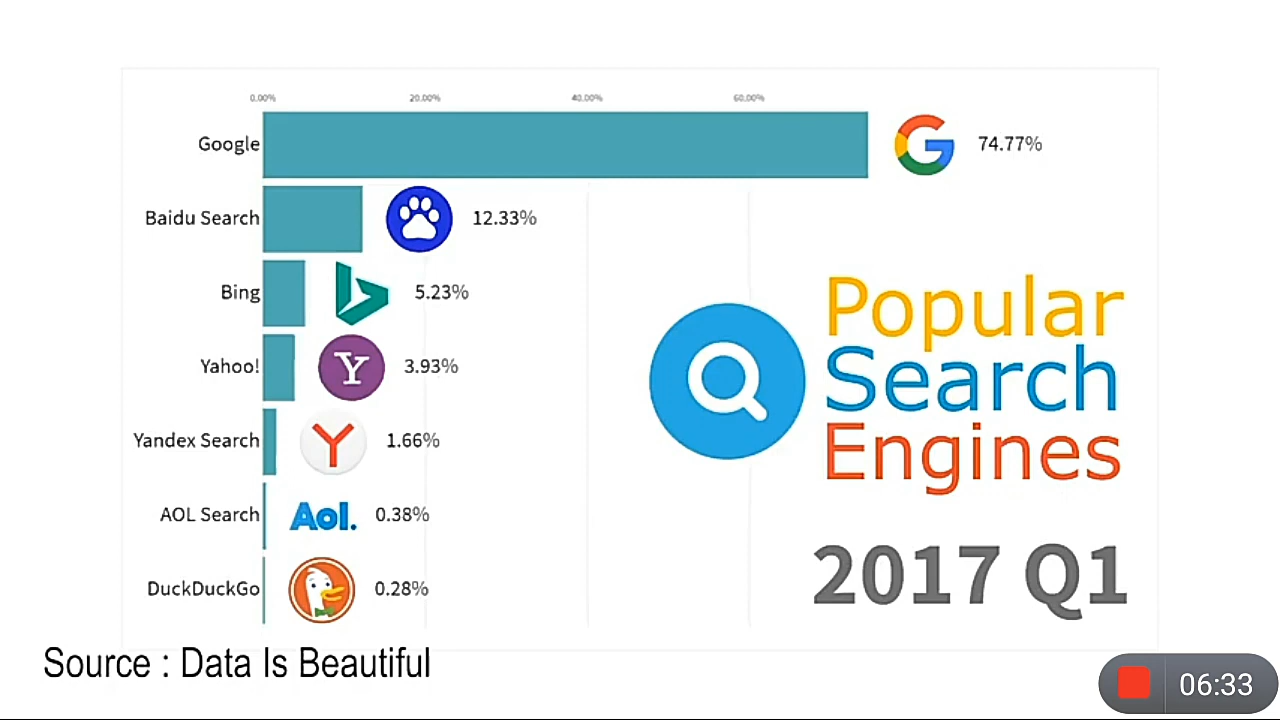 0.00% 20.00% 40.00% 60.00%
Google 74.77%
Baidu Search 12.33%
Bing 5.23%
Yahoo! Y 3.93%
Yandex Search Y 1.66%
AOL Search Aol. 0.38%
DuckDuckGo 0.28%
Popular
Search
Engines
2017 Q1
Source : Data Is Beautiful
06:33